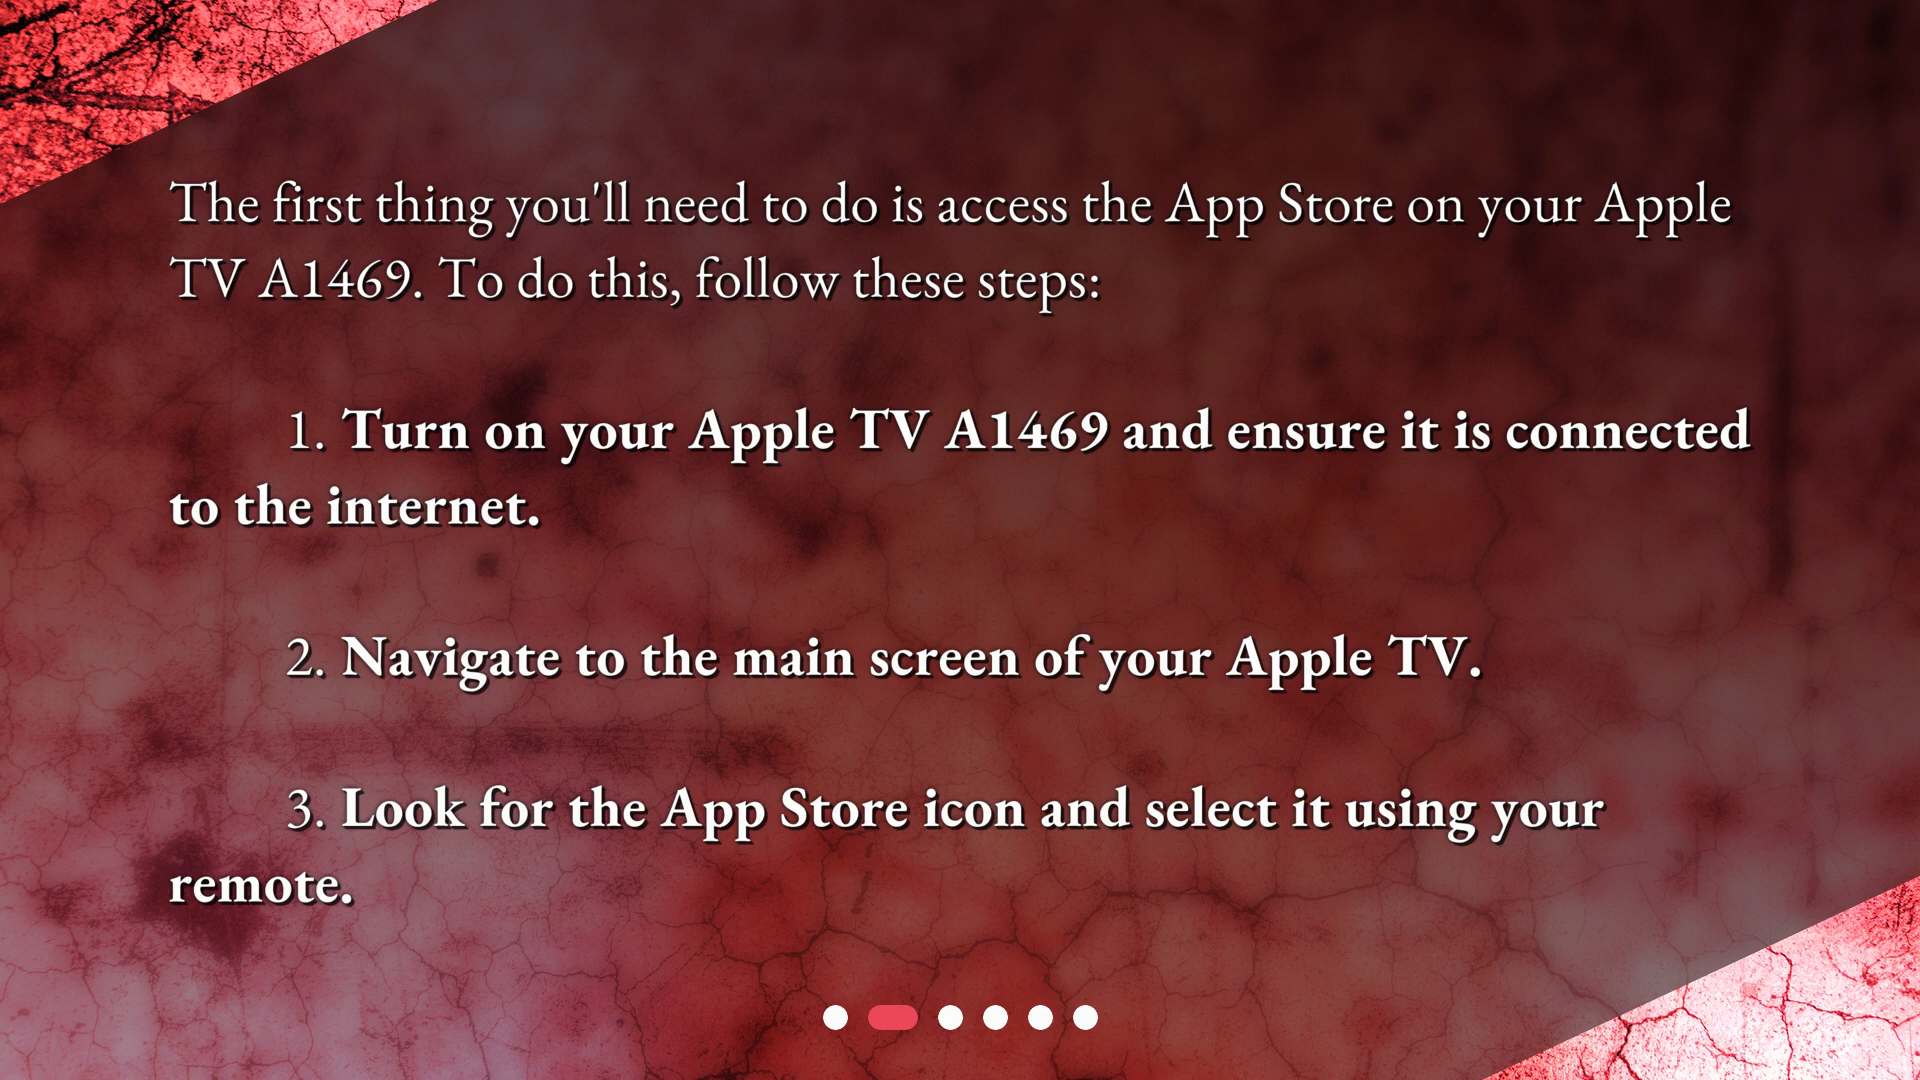 The first thing you'll need to do is access the App Store on your Apple
TV A1469. To do this, follow these steps:
1. Turn on your Apple TV A1469 and ensure it is connected
to the internet.
2. Navigate to the main screen of your Apple TV.
3. Look for the App Store icon and select it using your
remote.